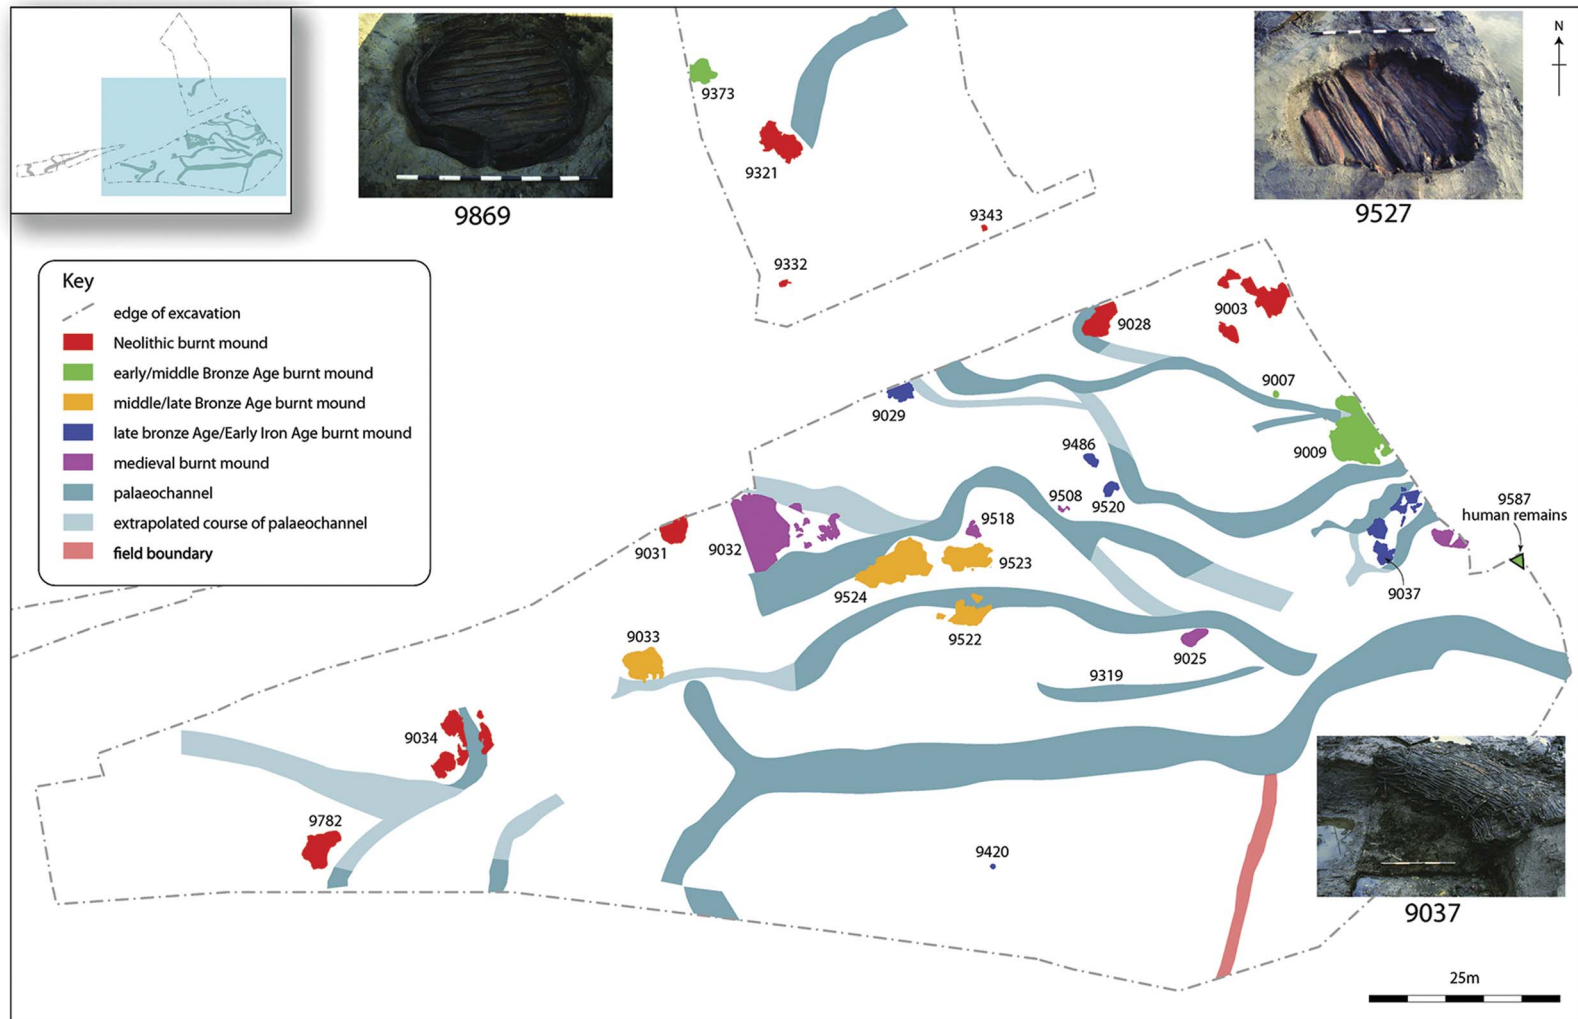 N
9869
9527
9373
9321
9343
9332
Key
edge of excavation
Neolithic burnt mound
early/middle Bronze Age burnt mound
middle/late Bronze Age burnt mound
late bronze Age/Early Iron Age burnt mound
medieval burnt mound
palaeochannel
extrapolated course of palaeochannel
field boundary
9003
9028
9007
9029
9009
9486
9508
9520
9587
human remains
9518
9031
9032
9523
9524
9037
9522
9033
9025
9319
9034
9782
9420
9037
25m